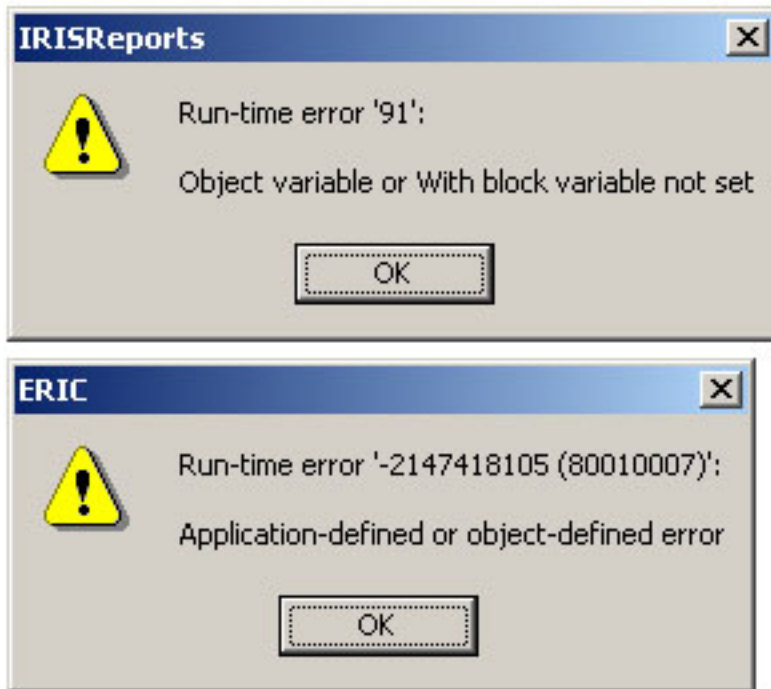 IRISReports
Run-time error '91':
Object variable or With block variable not set
OK
ERIC
Run-time error '-2147418105 (80010007)':
Application-defined or object-defined error
OK